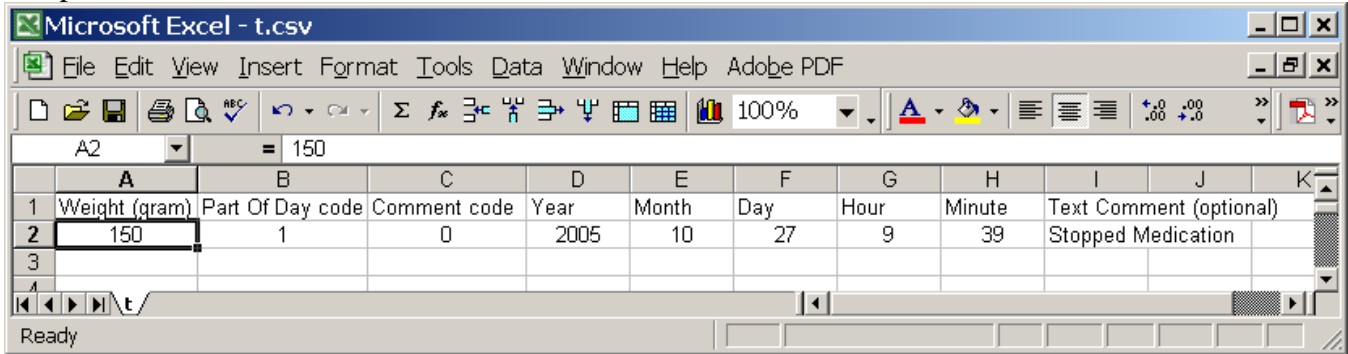 Microsoft Excel - t.csv
File Edit View Insert Format Tools Data Window Help Adobe PDF
100%
A2 = 150
A B C D E F G H I J K
1 Weight (gram) Part Of Day code Comment code Year Month Day Hour Minute Text Comment (optional)
2 150 1 0 2005 10 27 9 39 Stopped Medication
3
t
Ready